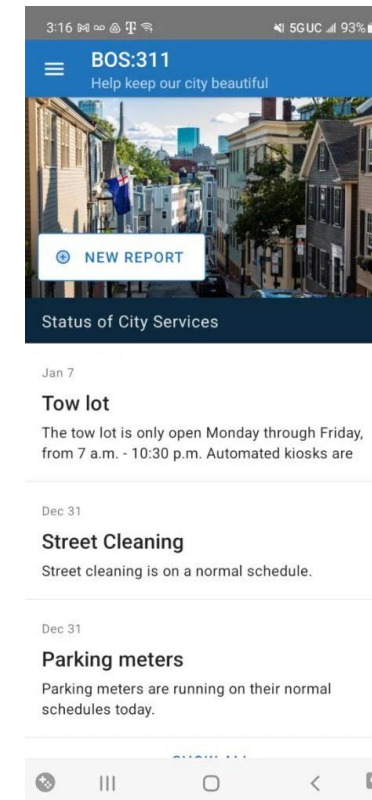 3:16 5GUC 93%
BOS:311
Help keep our city beautiful
NEW REPORT
Status of City Services
Jan 7
Tow lot
The tow lot is only open Monday through Friday,
from 7 a.m. - 10:30 p.m. Automated kiosks are
Dec 31
Street Cleaning
Street cleaning is on a normal schedule.
Dec 31
Parking meters
Parking meters are running on their normal
schedules today.